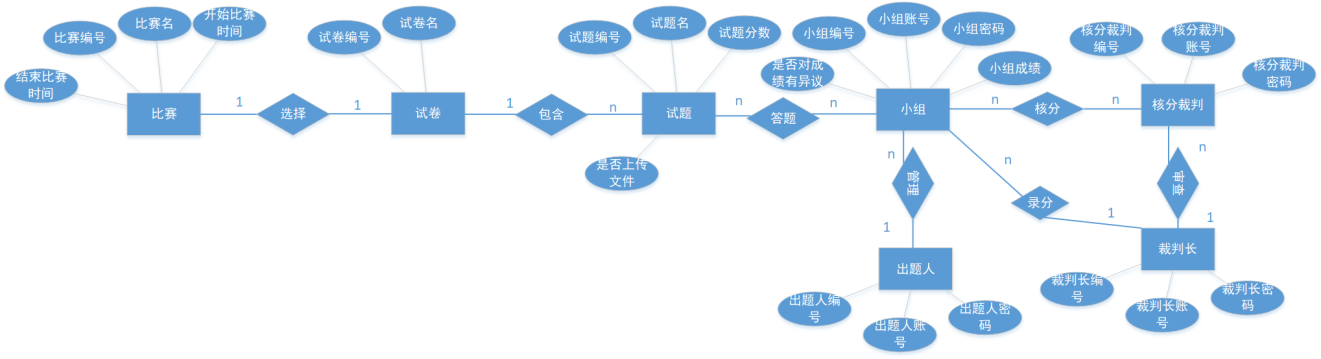 比赛编号
比赛名
开始比赛
时间
结束比赛
时间
比赛
1
选择
1
试卷编号
试卷名
试卷
1
包含
n
试题编号
试题名
试题分数
试题
是否上传
文件
n
答题
n
小组编号
小组账号
小组密码
是否对成
绩有异议
小组成绩
小组
n
核分
n
核分裁判
编号
核分裁判
账号
核分裁判
密码
核分裁判
n
管理
1
n
录分
1
n
审查
1
出题人
出题人编
号
出题人账
号
出题人密
码
裁判长
裁判长编
号
裁判长账
号
裁判长密
码